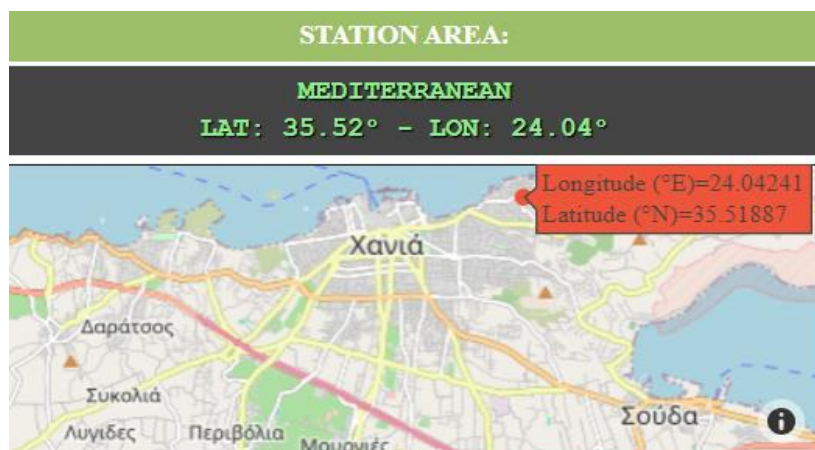 STATION AREA:
MEDITERRANEAN
LAT: 35.52° - LON: 24.04°
Longitude (°E)=24.04241
Latitude (°N)=35.51887
Χανιά
Δαράτσος
Συκολιά
Σούδα
Λυγιδες
Περιβόλια
Μουρνιές